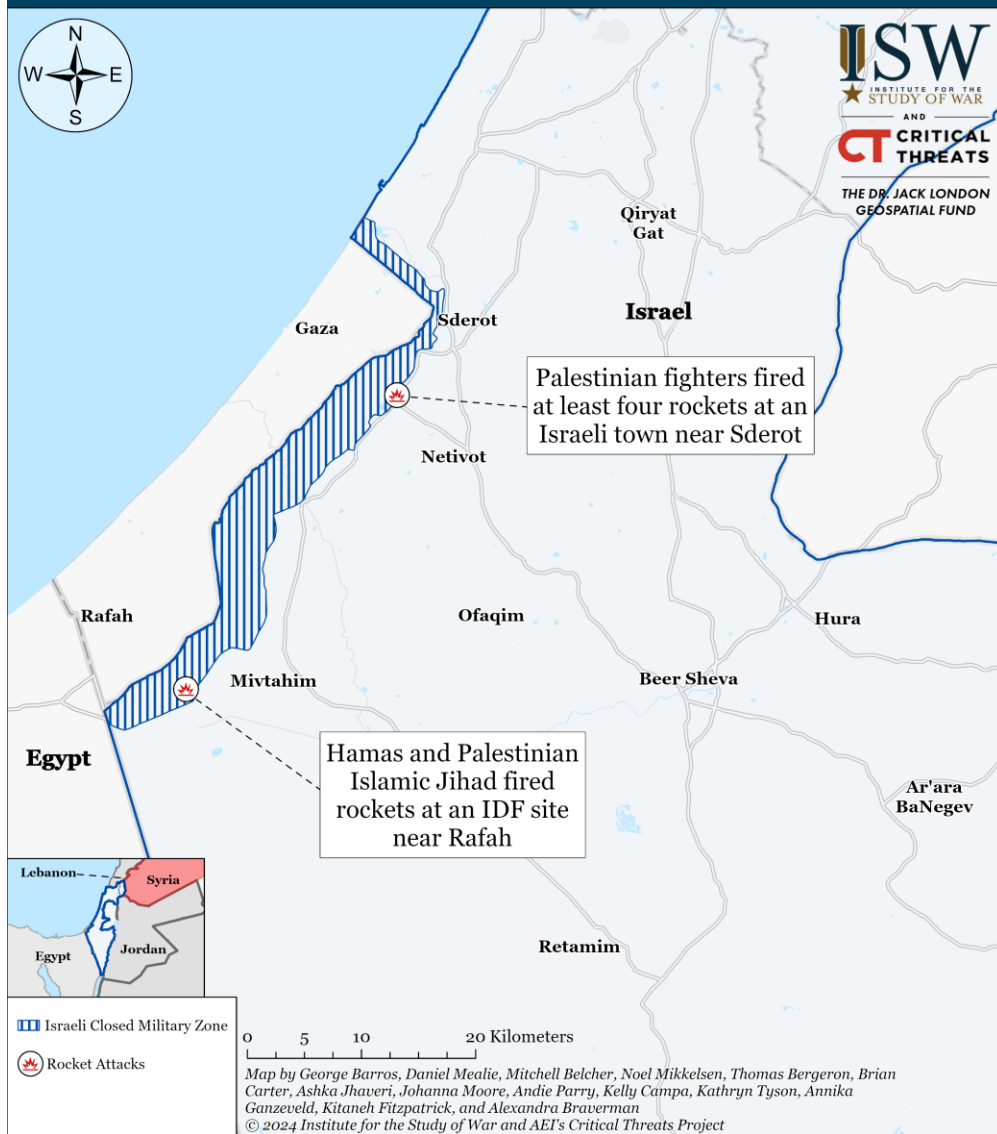 N
W
E
S
ISW
INSTITUTE FOR THE
STUDY OF WAR
AND
CT CRITICAL
THREATS
THE DR. JACK LONDON
GEOSPATIAL FUND
Qiryat
Gat
Israel
Gaza
Sderot
Palestinian fighters fired
at least four rockets at an
Israeli town near Sderot
Netivot
Rafah
Ofaqim
Hura
Mivtahim
Beer Sheva
Egypt
Hamas and Palestinian
Islamic Jihad fired
rockets at an IDF site
near Rafah
Ar'ara
BaNegev
Lebanon
Syria
Egypt
Jordan
Retamim
Israeli Closed Military Zone
Rocket Attacks
0 5 10 20 Kilometers
Map by George Barros, Daniel Mealie, Mitchell Belcher, Noel Mikkelsen, Thomas Bergeron, Brian
Carter, Ashka Jhaveri, Johanna Moore, Andie Parry, Kelly Campa, Kathryn Tyson, Annika
Ganzeveld, Kitaneh Fitzpatrick, and Alexandra Braverman
© 2024 Institute for the Study of War and AEI's Critical Threats Project